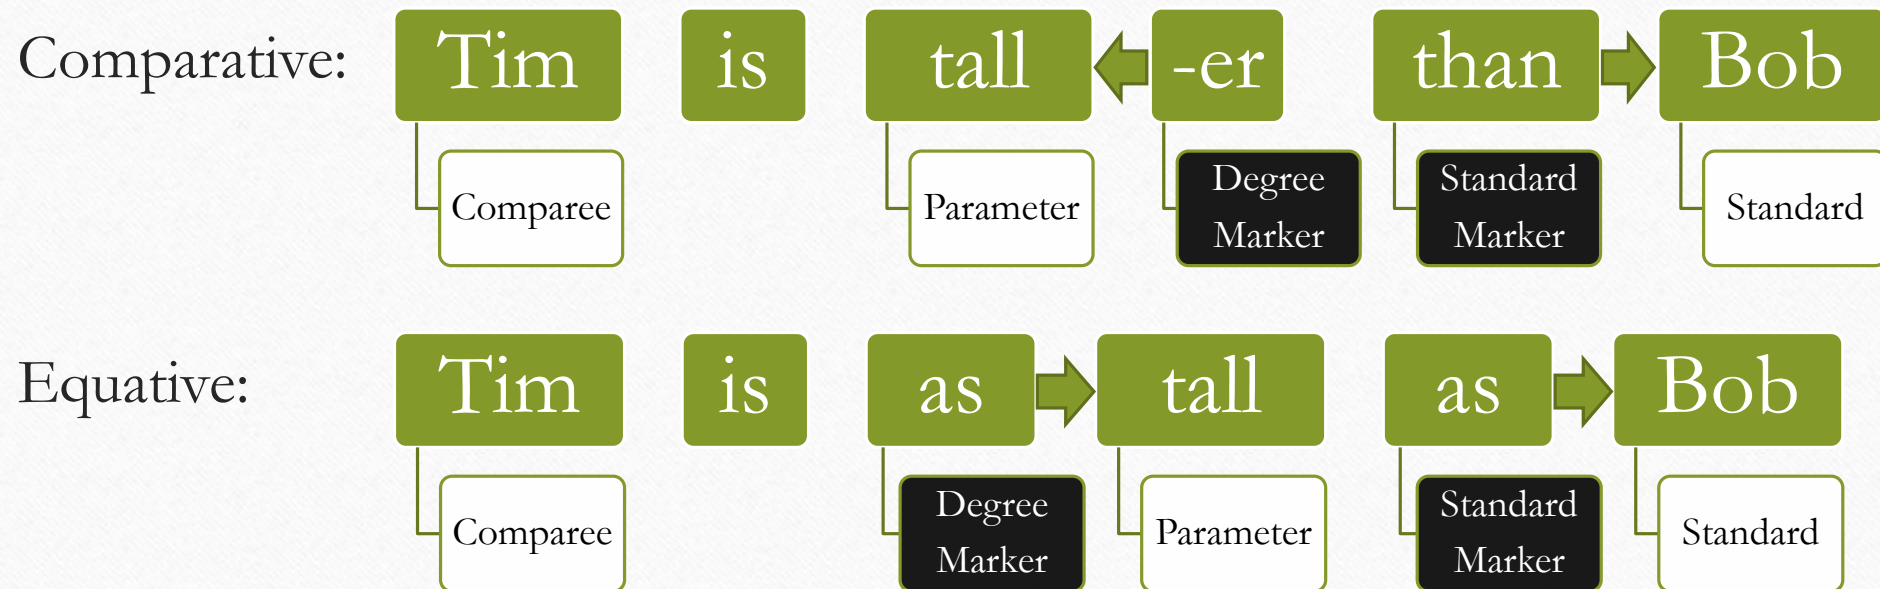 Comparative: Tim is tall -er than Bob
Comparee Parameter Degree Marker Standard Marker Standard
Equative: Tim is as tall as Bob
Comparee Degree Marker Parameter Standard Marker Standard